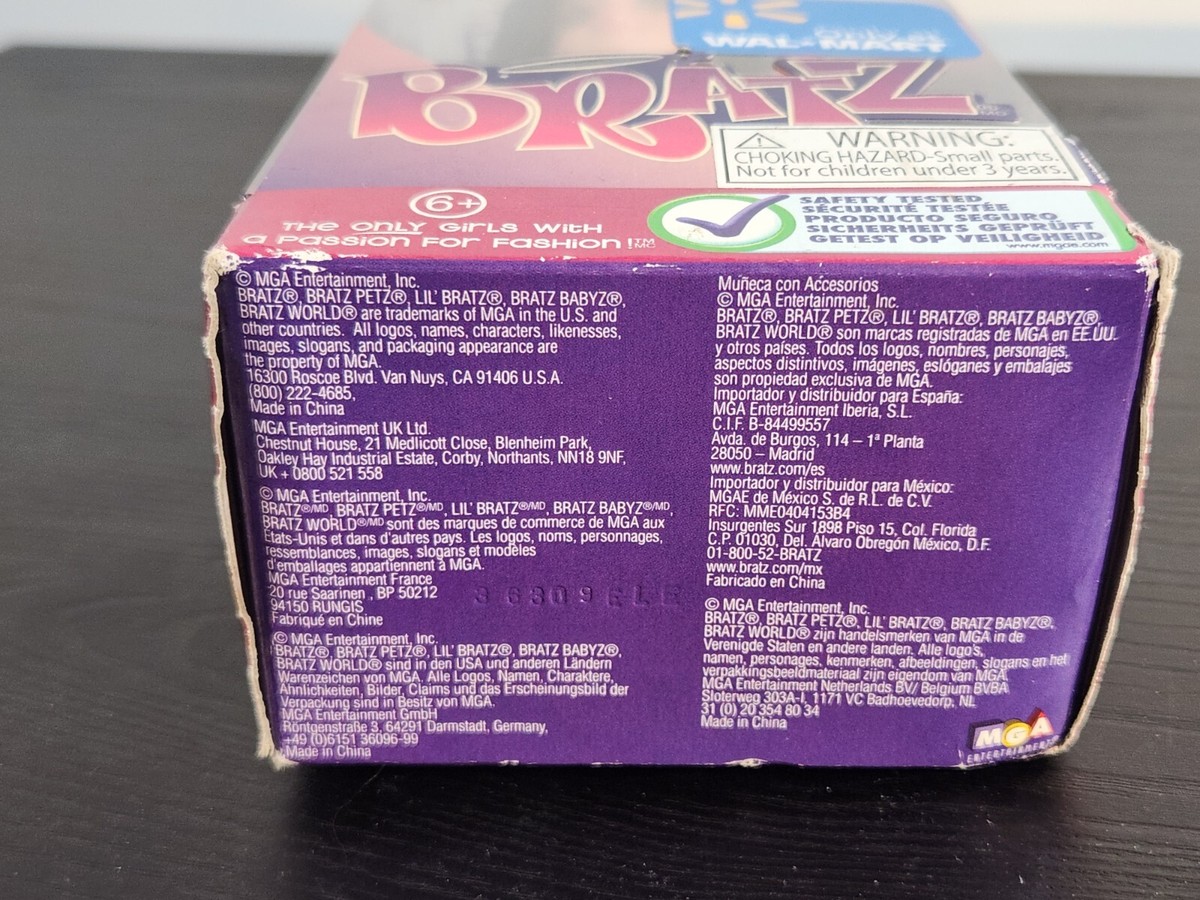 WAL★MART
BRATZ
WARNING:
CHOKING HAZARD-Small parts.
Not for children under 3 years.
6+
THE ONLY GIRLS WITH
A PASSION FOR FASHION!™
SAFETY TESTED
SÉCURITÉ TESTÉE
PRODUCTO SEGURO
SICHERHEITS GEPRÜFT
GETEST OP VEILIGHEID
www.mgae.com
© MGA Entertainment, Inc.
BRATZ®, BRATZ PETZ®, LIL' BRATZ®, BRATZ BABYZ®,
BRATZ WORLD® are trademarks of MGA in the U.S. and
other countries. All logos, names, characters, likenesses,
images, slogans, and packaging appearance are
the property of MGA.
16300 Roscoe Blvd. Van Nuys, CA 91406 U.S.A.
(800) 222-4685,
Made in China
MGA Entertainment UK Ltd.
Chestnut House, 21 Medlicott Close, Blenheim Park,
Oakley Hay Industrial Estate, Corby, Northants, NN18 9NF,
UK + 0800 521 558
© MGA Entertainment, Inc.
BRATZ®/MD, BRATZ PETZ®/MD, LIL' BRATZ®/MD, BRATZ BABYZ®/MD,
BRATZ WORLD®/MD sont des marques de commerce de MGA aux
États-Unis et dans d'autres pays. Les logos, noms, personnages,
ressemblances, images, slogans et modèles
d'emballages appartiennent à MGA.
MGA Entertainment France
20 rue Saarinen , BP 50212
94150 RUNGIS
Fabriqué en Chine
© MGA Entertainment, Inc.
BRATZ®, BRATZ PETZ®, LIL' BRATZ®, BRATZ BABYZ®,
BRATZ WORLD® sind in den USA und anderen Ländern
Warenzeichen von MGA. Alle Logos, Namen, Charaktere,
Ähnlichkeiten, Bilder, Claims und das Erscheinungsbild der
Verpackung sind in Besitz von MGA.
MGA Entertainment GmbH
Röntgenstraße 3, 64291 Darmstadt, Germany,
+49 (0)6151 36096-99
Made in China
Muñeca con Accesorios
© MGA Entertainment, Inc.
BRATZ®, BRATZ PETZ®, LIL' BRATZ®, BRATZ BABYZ®,
BRATZ WORLD® son marcas registradas de MGA en EE.UU.
y otros países. Todos los logos, nombres, personajes,
aspectos distintivos, imágenes, eslóganes y embalajes
son propiedad exclusiva de MGA.
Importador y distribuidor para España:
MGA Entertainment Iberia, S.L.
C.I.F. B-84499557
Avda. de Burgos, 114 – 1ª Planta
28050 – Madrid
www.bratz.com/es
Importador y distribuidor para México:
MGAE de México S. de R.L. de C.V.
RFC: MME0404153B4
Insurgentes Sur 1898 Piso 15, Col. Florida
C.P. 01030, Del. Alvaro Obregón México, D.F.
01-800-52-BRATZ
www.bratz.com/mx
Fabricado en China
© MGA Entertainment, Inc.
BRATZ®, BRATZ PETZ®, LIL' BRATZ®, BRATZ BABYZ®,
BRATZ WORLD® zijn handelsmerken van MGA in de
Verenigde Staten en andere landen. Alle logo's,
namen, personages, kenmerken, afbeeldingen, slogans en het
verpakkingsbeeldmateriaal zijn eigendom van MGA.
MGA Entertainment Netherlands BV/ Belgium BVBA
Sloterweg 303A-I, 1171 VC Badhoevedorp, NL
31 (0) 20 354 80 34
Made in China
MGA
ENTERTAINMENT